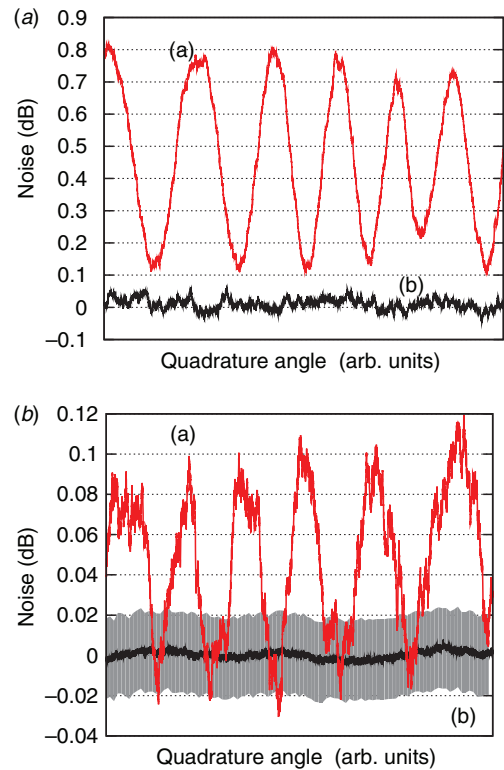 (a)
0.9
0.8
0.7
0.6
0.5
0.4
0.3
0.2
0.1
0
−0.1
Noise (dB)
(a)
(b)
Quadrature angle (arb. units)
(b)
0.12
0.10
0.08
0.06
0.04
0.02
0
−0.02
−0.04
Noise (dB)
(a)
(b)
Quadrature angle (arb. units)